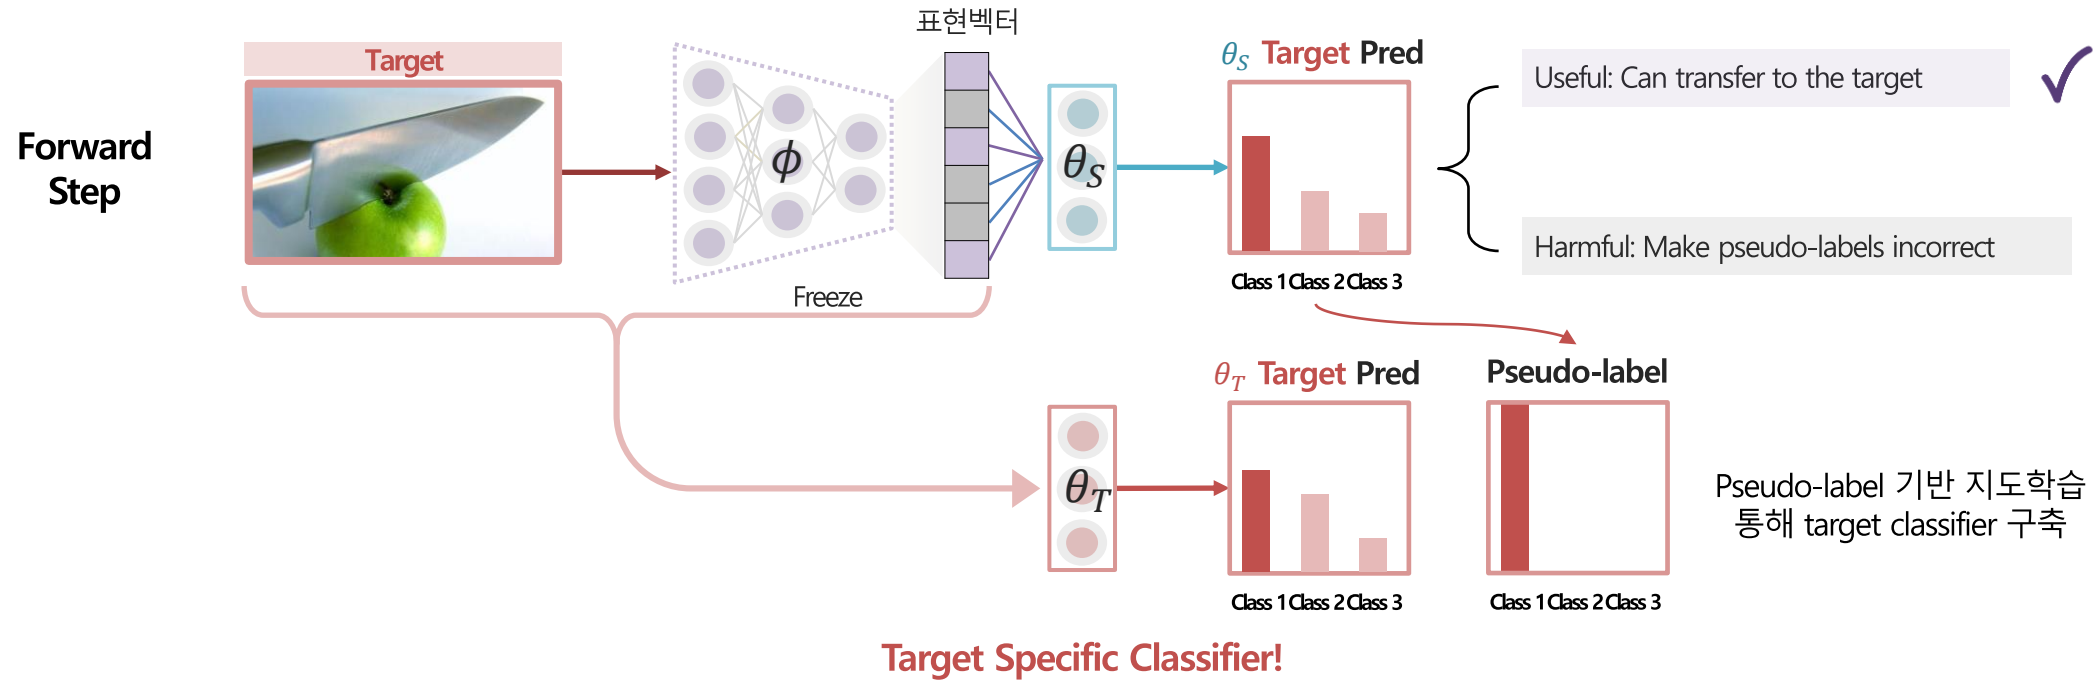 표현벡터
Target
θS Target Pred
Useful: Can transfer to the target
Forward
Step
ϕ
θS
Harmful: Make pseudo-labels incorrect
Class 1 Class 2 Class 3
Freeze
θT Target Pred
Pseudo-label
θT
Pseudo-label 기반 지도학습
통해 target classifier 구축
Class 1 Class 2 Class 3
Class 1 Class 2 Class 3
Target Specific Classifier!